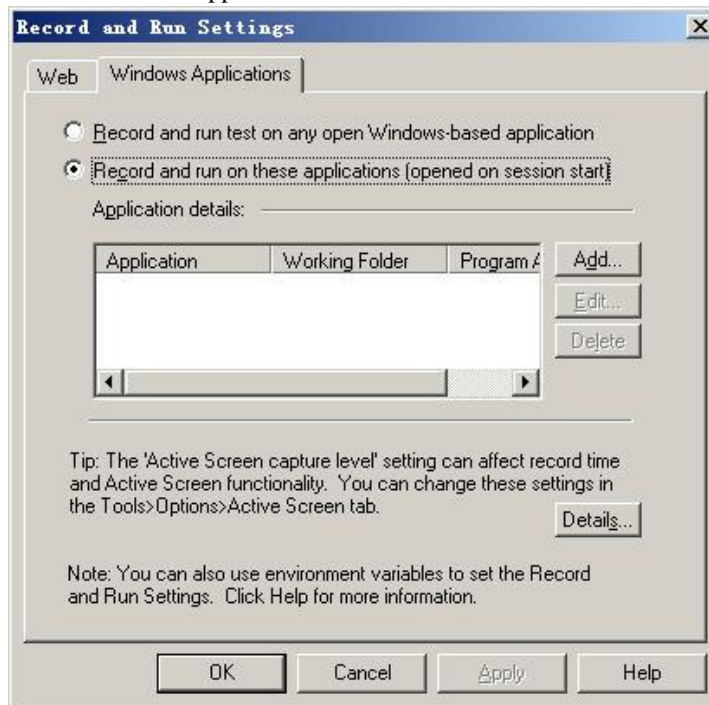 Record and Run Settings
Web
Windows Applications
Record and run test on any open Windows-based application
Record and run on these applications (opened on session start)
Application details:
Application Working Folder Program A
Add...
Edit...
Delete
Tip: The 'Active Screen capture level' setting can affect record time
and Active Screen functionality. You can change these settings in
the Tools>Options>Active Screen tab.
Details...
Note: You can also use environment variables to set the Record
and Run Settings. Click Help for more information.
OK Cancel Apply Help